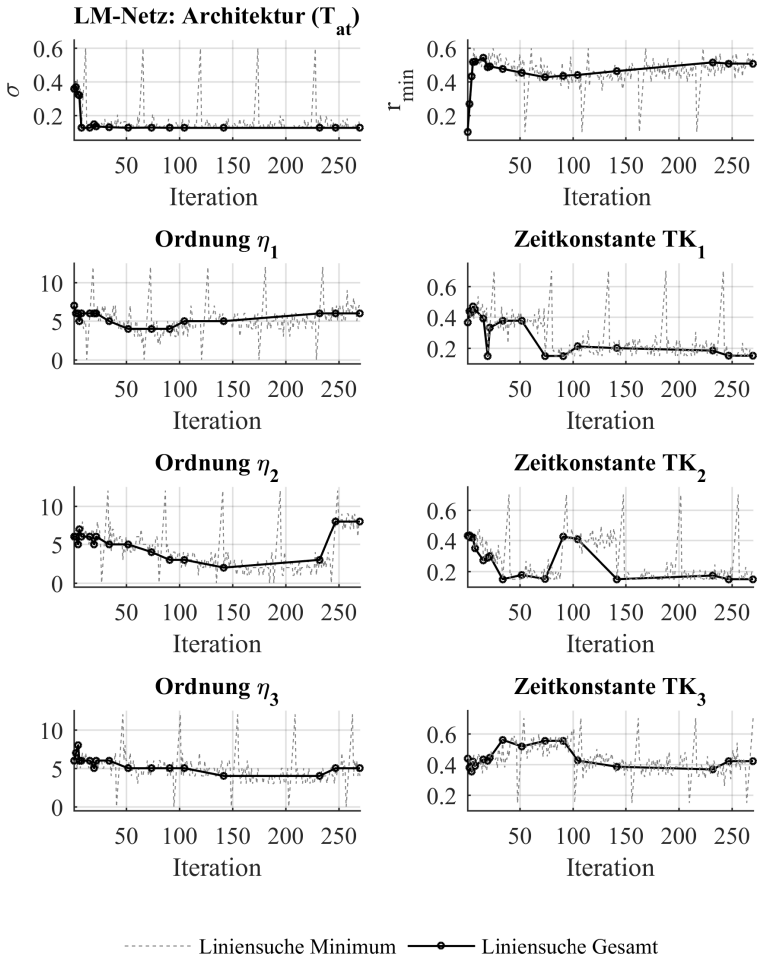 LM-Netz: Architektur (T_at)
0.6
0.4
0.2
σ
50 100 150 200 250
Iteration
0.6
0.4
0.2
r_min
50 100 150 200 250
Iteration
Ordnung η_1
10
5
0
50 100 150 200 250
Iteration
Zeitkonstante TK_1
0.6
0.4
0.2
50 100 150 200 250
Iteration
Ordnung η_2
10
5
0
50 100 150 200 250
Iteration
Zeitkonstante TK_2
0.6
0.4
0.2
50 100 150 200 250
Iteration
Ordnung η_3
10
5
0
50 100 150 200 250
Iteration
Zeitkonstante TK_3
0.6
0.4
0.2
50 100 150 200 250
Iteration
Liniensuche Minimum Liniensuche Gesamt